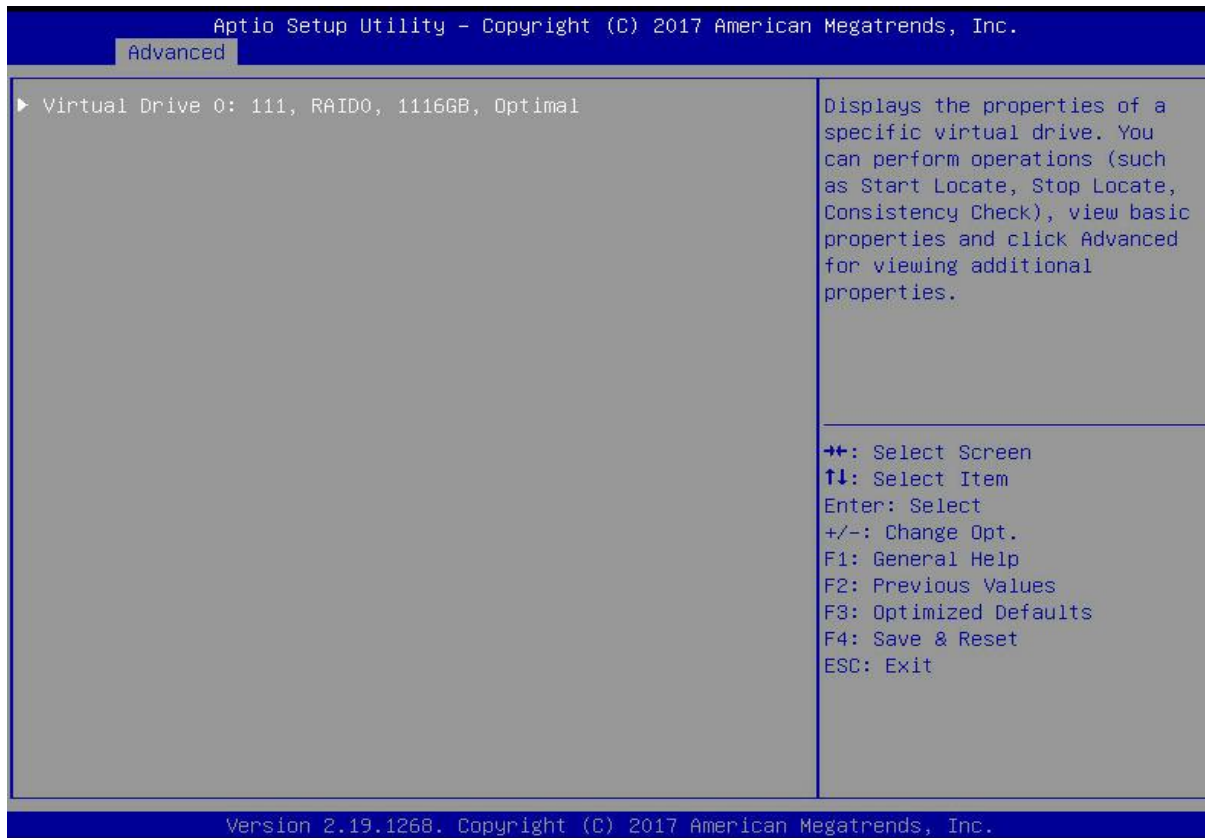 Aptio Setup Utility – Copyright (C) 2017 American Megatrends, Inc.
Advanced
▶ Virtual Drive 0: 111, RAID0, 1116GB, Optimal
Displays the properties of a
specific virtual drive. You
can perform operations (such
as Start Locate, Stop Locate,
Consistency Check), view basic
properties and click Advanced
for viewing additional
properties.
→←: Select Screen
↑↓: Select Item
Enter: Select
+/-: Change Opt.
F1: General Help
F2: Previous Values
F3: Optimized Defaults
F4: Save & Reset
ESC: Exit
Version 2.19.1268. Copyright (C) 2017 American Megatrends, Inc.